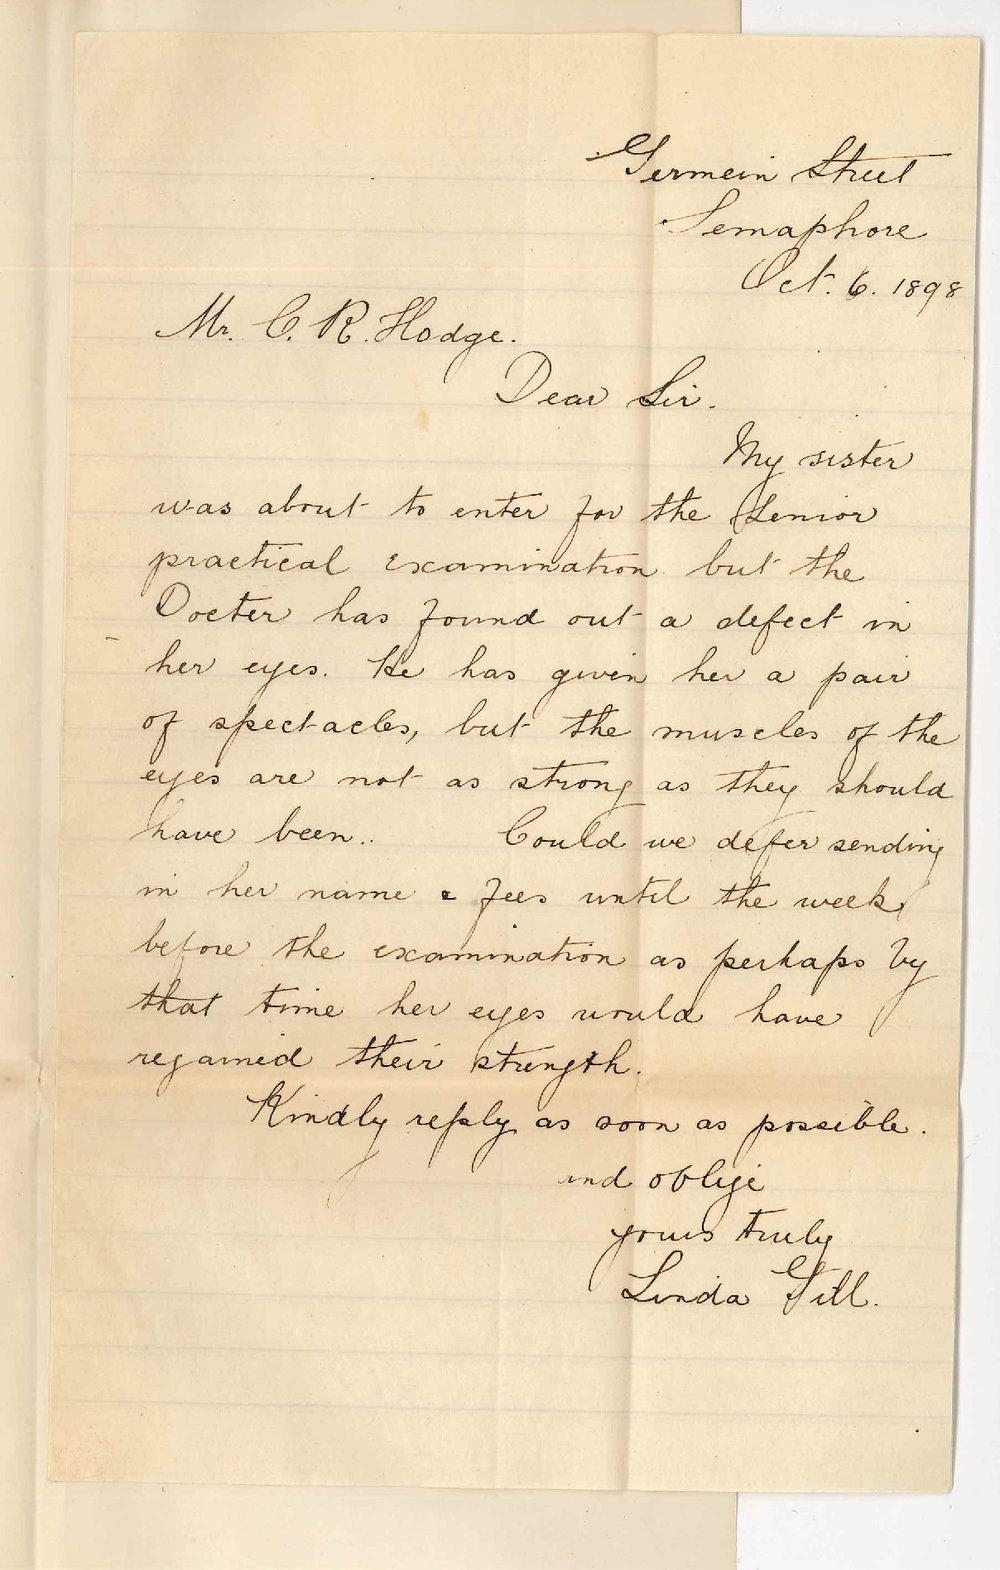 Germein Street
Semaphore
Oct. 6. 1898
Mr. C. R. Hodge.
Dear Sir.
My sister
was about to enter for the Senior
practical examination but the
Docter has found out a defect in
her eyes. He has given her a pair
of spectacles, but the muscles of the
eyes are not as strong as they should
have been.. Could we defer sending
in her name & fees until the week
before the examination as perhaps by
that time her eyes would have
regained their strength.
Kindly reply as soon as possible.
and oblige
yours truly
Linda Gill.